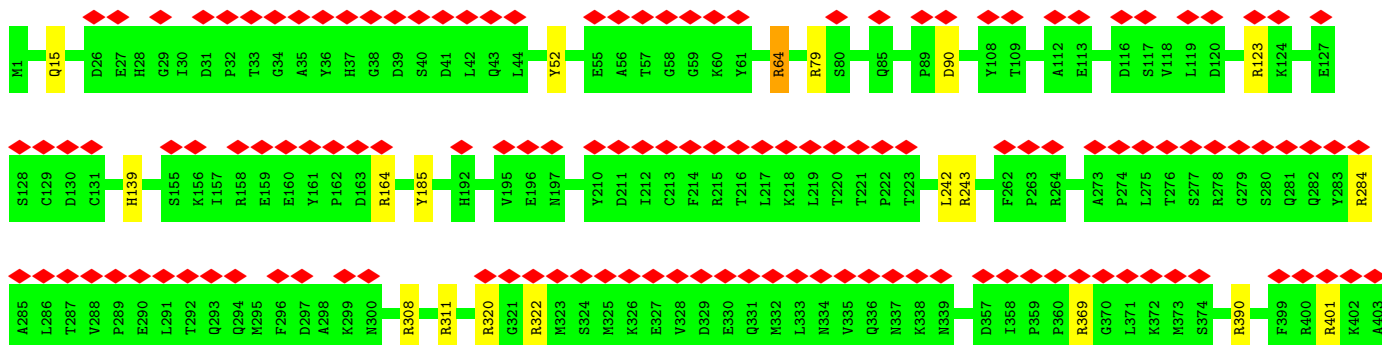 M1 Q15 D26 E27 H28 G29 I30 D31 P32 T33 G34 A35 Y36 H37 G38 D39 S40 D41 L42 Q43 L44 Y52 E55 A56 T57 G58 G59 K60 Y61 R64 R79 S80 Q85 P89 D90 Y108 T109 A112 E113 D116 S117 V118 L119 D120 R123 K124 E127
S128 C129 D130 C131 H139 S155 K156 I157 R158 E159 E160 Y161 P162 D163 R164 Y185 H192 V195 E196 N197 Y210 D211 I212 C213 F214 R215 T216 L217 K218 L219 T220 T221 P222 T223 L242 R243 F262 P263 R264 A273 P274 L275 T276 S277 R278 G279 S280 Q281 Q282 Y283 R284
A285 L286 T287 V288 P289 E290 L291 T292 Q293 Q294 M295 F296 D297 A298 K299 N300 R308 R311 R320 G321 R322 M323 S324 M325 K326 E327 V328 D329 E330 Q331 M332 L333 N334 V335 Q336 N337 K338 N339 D357 I358 P359 P360 R369 G370 L371 K372 M373 S374 R390 F399 R400 R401 K402 A403